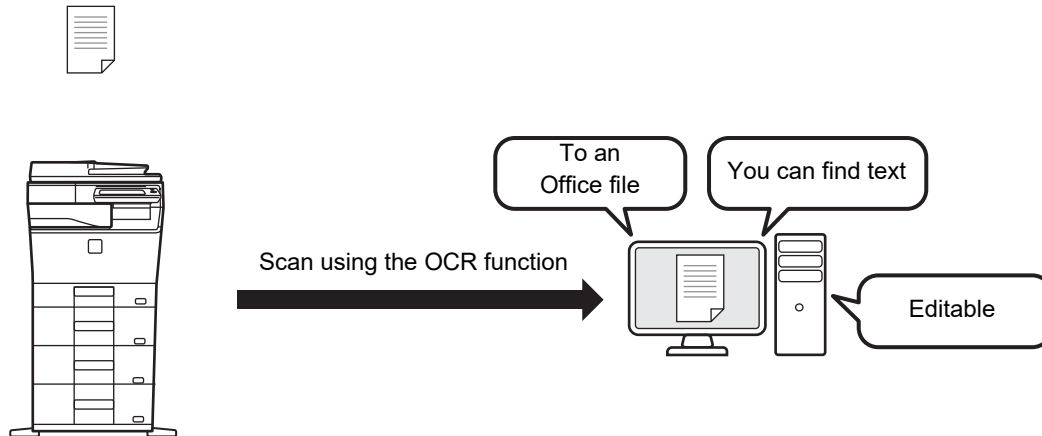 To an
Office file
You can find text
Scan using the OCR function
Editable